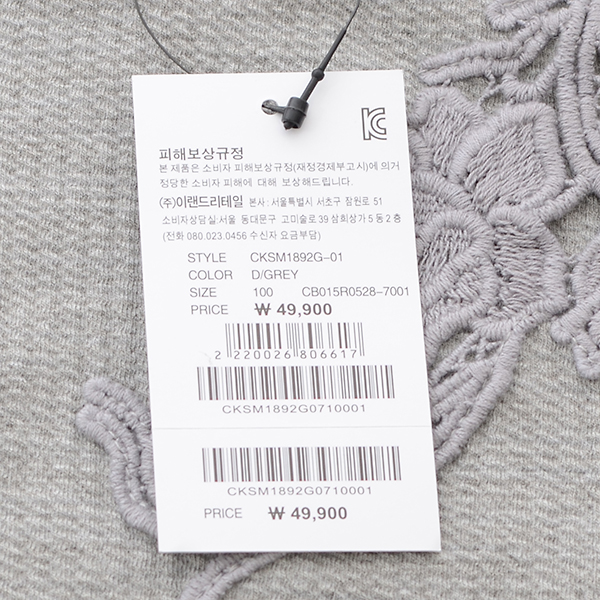 피해보상규정
본 제품은 소비자 피해보상규정(재정경제부고시)에 의거
정당한 소비자 피해에 대해 보상해드립니다.
(주)이랜드리테일 본사: 서울특별시 서초구 잠원로 51
소비자상담실:서울 동대문구 고미술로39 삼희상가5동2층
(전화 080.023.0456 수신자 요금부담)
STYLE CKSM1892G-01
COLOR D/GREY
SIZE 100 CB015R0528-7001
PRICE ₩ 49,900
2 220026 806617
CKSM1892G0710001
CKSM1892G0710001
PRICE ₩ 49,900